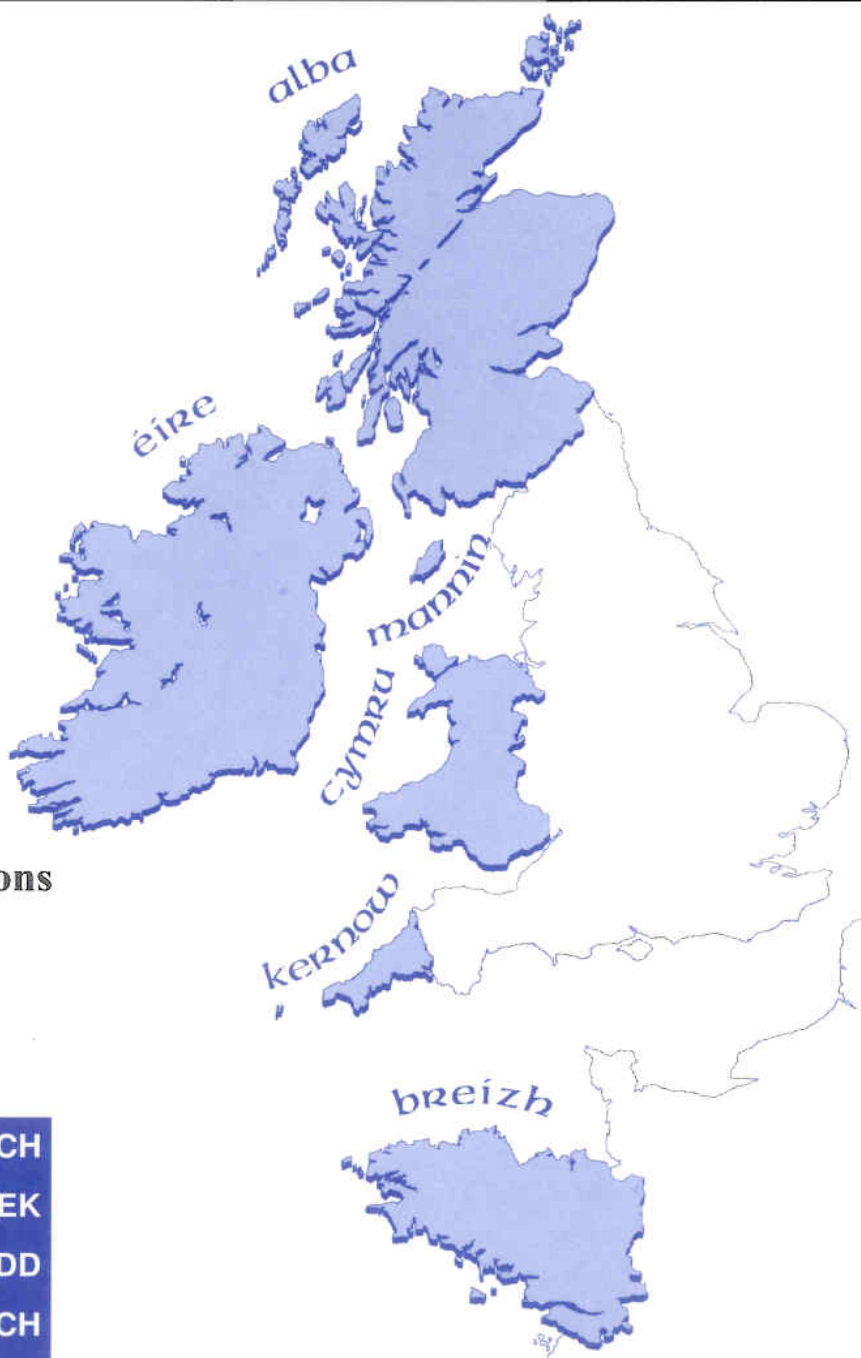 alba
éire
mannin
cymru
ons
kernow
breizh
CH
EK
DD
CH